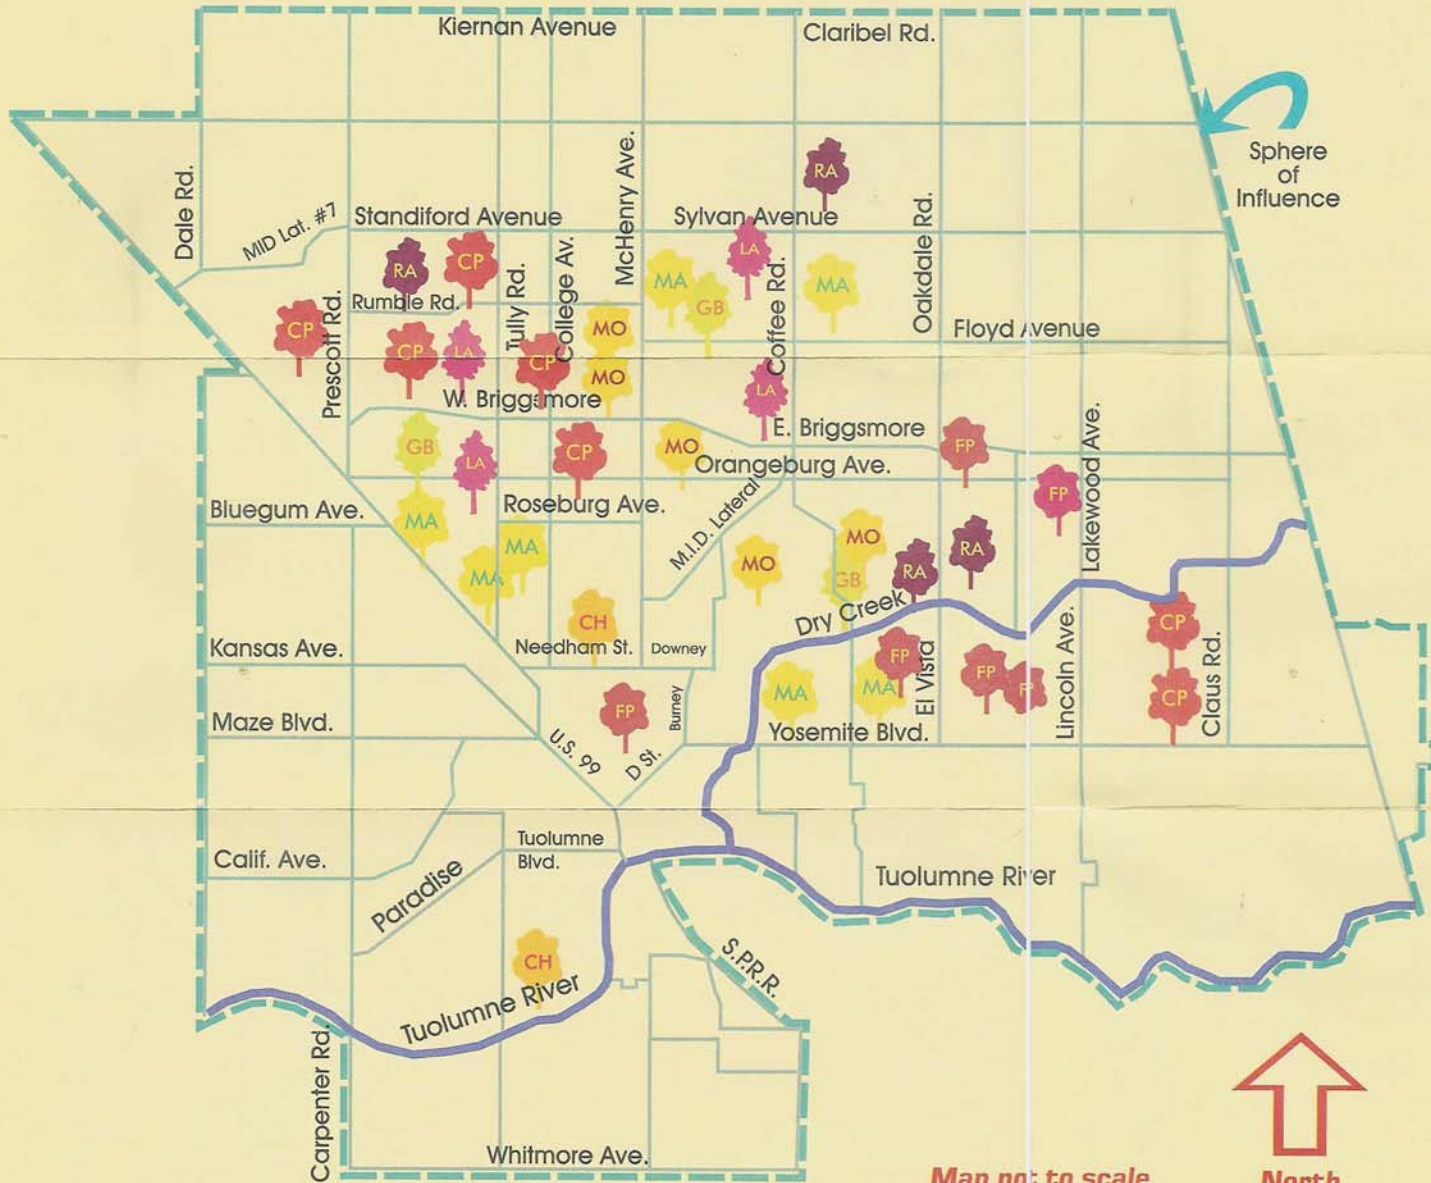 Kiernan Avenue
Claribel Rd.
Sphere
of
Influence
Dale Rd.
MID Lat. #7
Standiford Avenue
McHenry Ave.
Sylvan Avenue
RA
Oakdale Rd.
RA
CP
Tully Rd.
College Av.
MA
GB
LA
Coffee Rd.
MA
Rumble Rd.
CP
Prescott Rd.
CP
LA
CP
MO
MO
Floyd Avenue
LA
W. Briggsmore
E. Briggsmore
GB
LA
CP
MO
FP
Orangeburg Ave.
FP
Lakewood Ave.
Bluegum Ave.
MA
Roseburg Ave.
M.I.D. Lateral
MA
MA
MO
MO
GB
RA
RA
Dry Creek
CH
Kansas Ave.
Needham St.
Downey
CP
Lincoln Ave.
Claus Rd.
FP
FP
FP
MA
MA
El Vista
CP
Maze Blvd.
FP
Burney
Yosemite Blvd.
U.S. 99
D St.
Calif. Ave.
Tuolumne
Blvd.
Paradise
Tuolumne River
CH
S.P.R.R.
Tuolumne River
Carpenter Rd.
Whitmore Ave.
Map not to scale
North